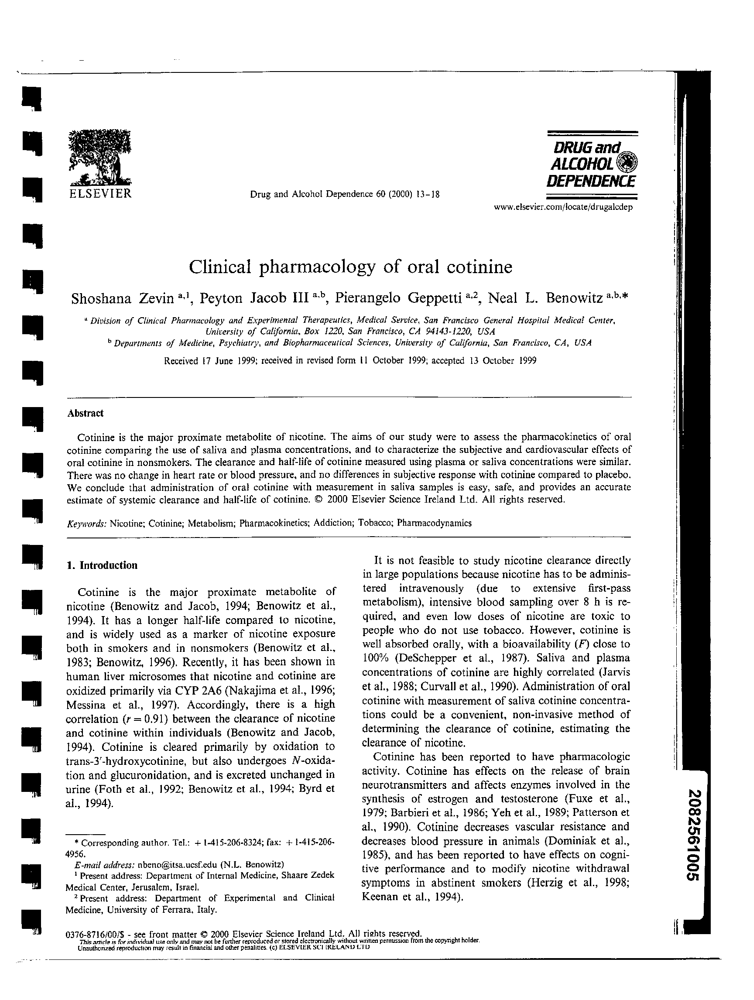 ELSEVIER
Drug and Alcohol Dependence 60 (2000) 13-18
DRUG and
ALCOHOL
DEPENDENCE
www.elsevier.com/locate/drugalcdep
Clinical pharmacology of oral cotinine
Shoshana Zevin a,1, Peyton Jacob III a,b, Pierangelo Geppetti a,2, Neal L. Benowitz a,b,*
a Division of Clinical Pharmacology and Experimental Therapeutics, Medical Service, San Francisco General Hospital Medical Center,
University of California, Box 1220, San Francisco, CA 94143-1220, USA
b Departments of Medicine, Psychiatry, and Biopharmaceutical Sciences, University of California, San Francisco, CA, USA
Received 17 June 1999; received in revised form 11 October 1999; accepted 13 October 1999
Abstract
Cotinine is the major proximate metabolite of nicotine. The aims of our study were to assess the pharmacokinetics of oral
cotinine comparing the use of saliva and plasma concentrations, and to characterize the subjective and cardiovascular effects of
oral cotinine in nonsmokers. The clearance and half-life of cotinine measured using plasma or saliva concentrations were similar.
There was no change in heart rate or blood pressure, and no differences in subjective response with cotinine compared to placebo.
We conclude that administration of oral cotinine with measurement in saliva samples is easy, safe, and provides an accurate
estimate of systemic clearance and half-life of cotinine. © 2000 Elsevier Science Ireland Ltd. All rights reserved.
Keywords: Nicotine; Cotinine; Metabolism; Pharmacokinetics; Addiction; Tobacco; Pharmacodynamics
1. Introduction
Cotinine is the major proximate metabolite of
nicotine (Benowitz and Jacob, 1994; Benowitz et al.,
1994). It has a longer half-life compared to nicotine,
and is widely used as a marker of nicotine exposure
both in smokers and in nonsmokers (Benowitz et al.,
1983; Benowitz, 1996). Recently, it has been shown in
human liver microsomes that nicotine and cotinine are
oxidized primarily via CYP 2A6 (Nakajima et al., 1996;
Messina et al., 1997). Accordingly, there is a high
correlation (r = 0.91) between the clearance of nicotine
and cotinine within individuals (Benowitz and Jacob,
1994). Cotinine is cleared primarily by oxidation to
trans-3′-hydroxycotinine, but also undergoes N-oxida-
tion and glucuronidation, and is excreted unchanged in
urine (Foth et al., 1992; Benowitz et al., 1994; Byrd et
al., 1994).
* Corresponding author. Tel.: +1-415-206-8324; fax: +1-415-206-
4956.
E-mail address: nbeno@itsa.ucsf.edu (N.L. Benowitz)
1 Present address: Department of Internal Medicine, Shaare Zedek
Medical Center, Jerusalem, Israel.
2 Present address: Department of Experimental and Clinical
Medicine, University of Ferrara, Italy.
It is not feasible to study nicotine clearance directly
in large populations because nicotine has to be adminis-
tered intravenously (due to extensive first-pass
metabolism), intensive blood sampling over 8 h is re-
quired, and even low doses of nicotine are toxic to
people who do not use tobacco. However, cotinine is
well absorbed orally, with a bioavailability (F) close to
100% (DeSchepper et al., 1987). Saliva and plasma
concentrations of cotinine are highly correlated (Jarvis
et al., 1988; Curvall et al., 1990). Administration of oral
cotinine with measurement of saliva cotinine concentra-
tions could be a convenient, non-invasive method of
determining the clearance of cotinine, estimating the
clearance of nicotine.
Cotinine has been reported to have pharmacologic
activity. Cotinine has effects on the release of brain
neurotransmitters and affects enzymes involved in the
synthesis of estrogen and testosterone (Fuxe et al.,
1979; Barbieri et al., 1986; Yeh et al., 1989; Patterson et
al., 1990). Cotinine decreases vascular resistance and
decreases blood pressure in animals (Dominiak et al.,
1985), and has been reported to have effects on cogni-
tive performance and to modify nicotine withdrawal
symptoms in abstinent smokers (Herzig et al., 1998;
Keenan et al., 1994).
2082561005
0376-8716/00/$ - see front matter © 2000 Elsevier Science Ireland Ltd. All rights reserved.
This article is for individual use only and may not be further reproduced or stored electronically without written permission from the copyright holder.
Unauthorized reproduction may result in financial and other penalties. (c) ELSEVIER SCI IRELAND LTD